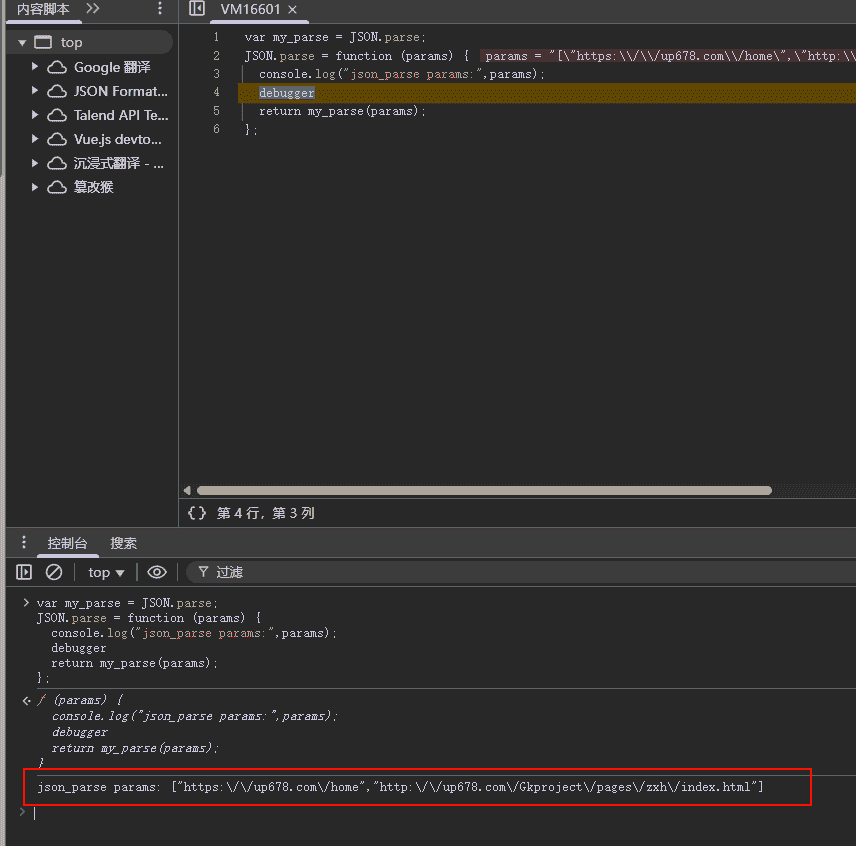 内容脚本
VM16601
top
Google 翻译
JSON Format...
Talend API Te...
Vue.js devto...
沉浸式翻译 - ...
篡改猴
1 var my_parse = JSON.parse;
2 JSON.parse = function (params) { params = "[\"https:\\/\\/up678.com\\/home\",\"http:\\
3 console.log("json_parse params:",params);
4 debugger
5 return my_parse(params);
6 };
{} 第 4 行，第 3 列
控制台 搜索
top 过滤
> var my_parse = JSON.parse;
JSON.parse = function (params) {
console.log("json_parse params:",params);
debugger
return my_parse(params);
};
f (params) {
console.log("json_parse params:",params);
debugger
return my_parse(params);
}
json_parse params: ["https:\/\/up678.com\/home","http:\/\/up678.com\/Gkproject\/pages\/zxh\/index.html"]
>